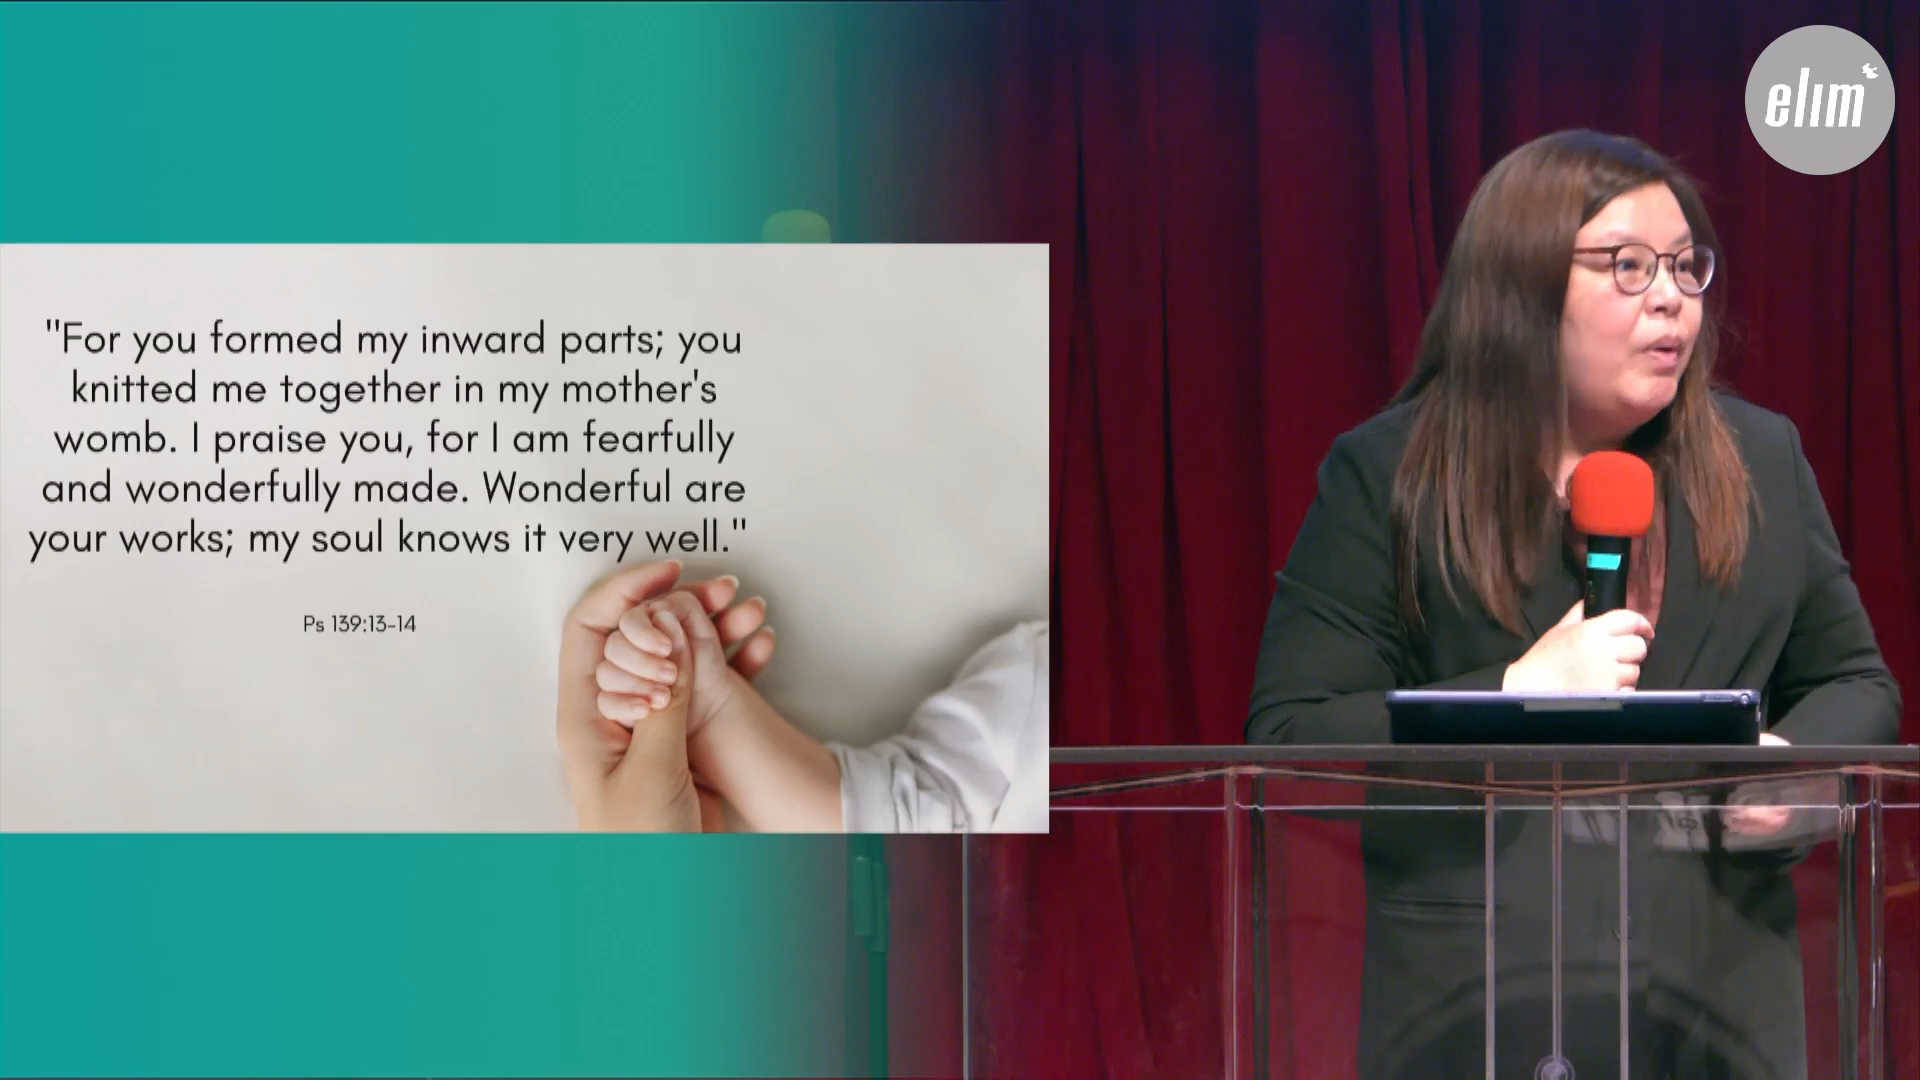 "For you formed my inward parts; you
knitted me together in my mother's
womb. I praise you, for I am fearfully
and wonderfully made. Wonderful are
your works; my soul knows it very well."
Ps 139:13-14
elim